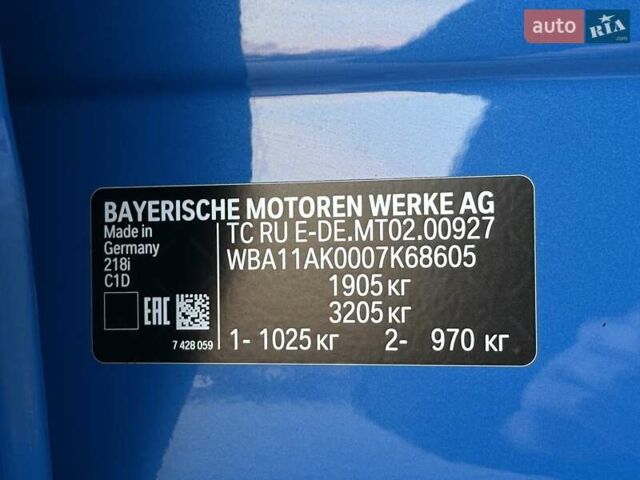 auto RIA
.com
BAYERISCHE MOTOREN WERKE AG
Made in Germany
TC RU E-DE.MT02.00927
218i
WBA11AK0007K68605
C1D
1905 кг
3205 кг
EAC
7 428 059
1- 1025 кг 2- 970 кг